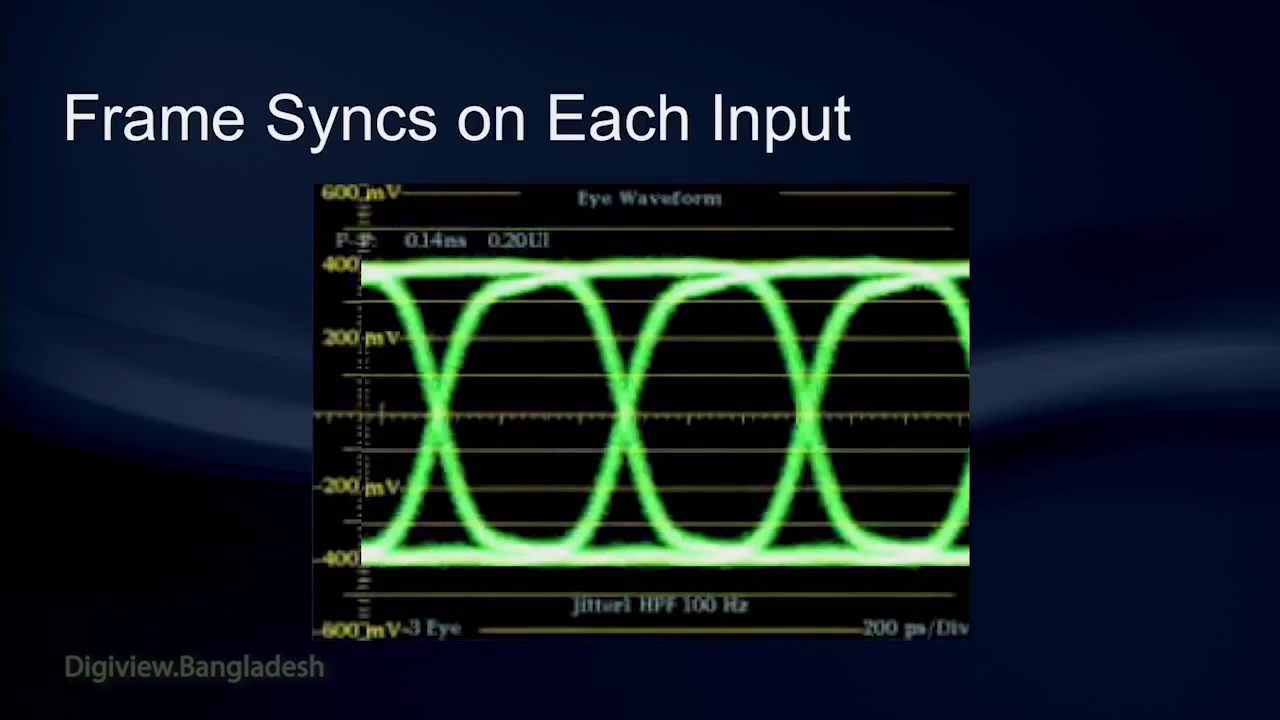 Frame Syncs on Each Input
600 mV
Eye Waveform
P-P: 0.14ns 0.20UI
400
200 mV
-200 mV
-400
Jitter1 HPF 100 Hz
-600 mV
-3 Eye
200 ps/Div
Digiview.Bangladesh